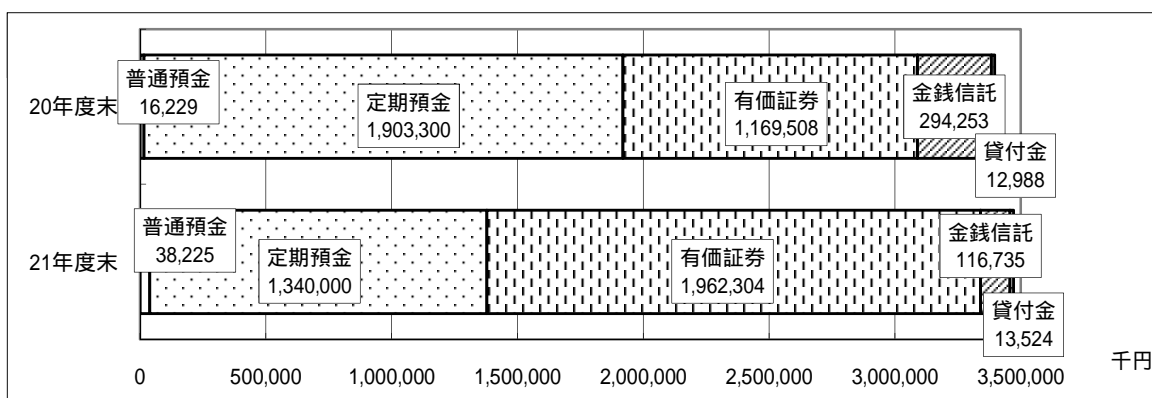 20年度末
普通預金
16,229
定期預金
1,903,300
有価証券
1,169,508
金銭信託
294,253
貸付金
12,988
21年度末
普通預金
38,225
定期預金
1,340,000
有価証券
1,962,304
金銭信託
116,735
貸付金
13,524
千円
0 500,000 1,000,000 1,500,000 2,000,000 2,500,000 3,000,000 3,500,000